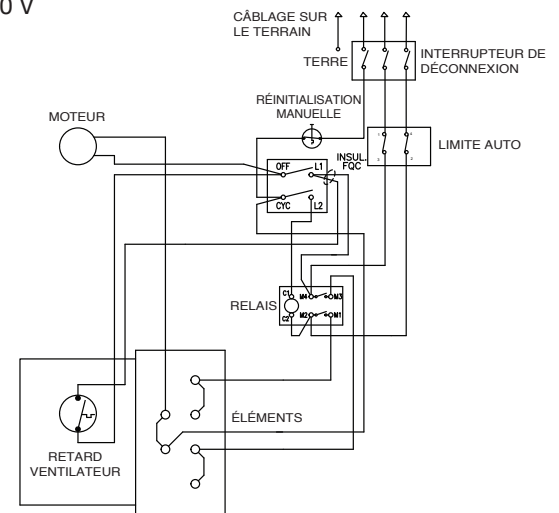 0 V
CÂBLAGE SUR
LE TERRAIN
TERRE
INTERRUPTEUR DE
DÉCONNEXION
RÉINITIALISATION
MANUELLE
MOTEUR
LIMITE AUTO
INSUL.
FQC
OFF
L1
CYC
L2
RELAIS
C1
M4
M3
C2
M2
M1
ÉLÉMENTS
RETARD
VENTILATEUR